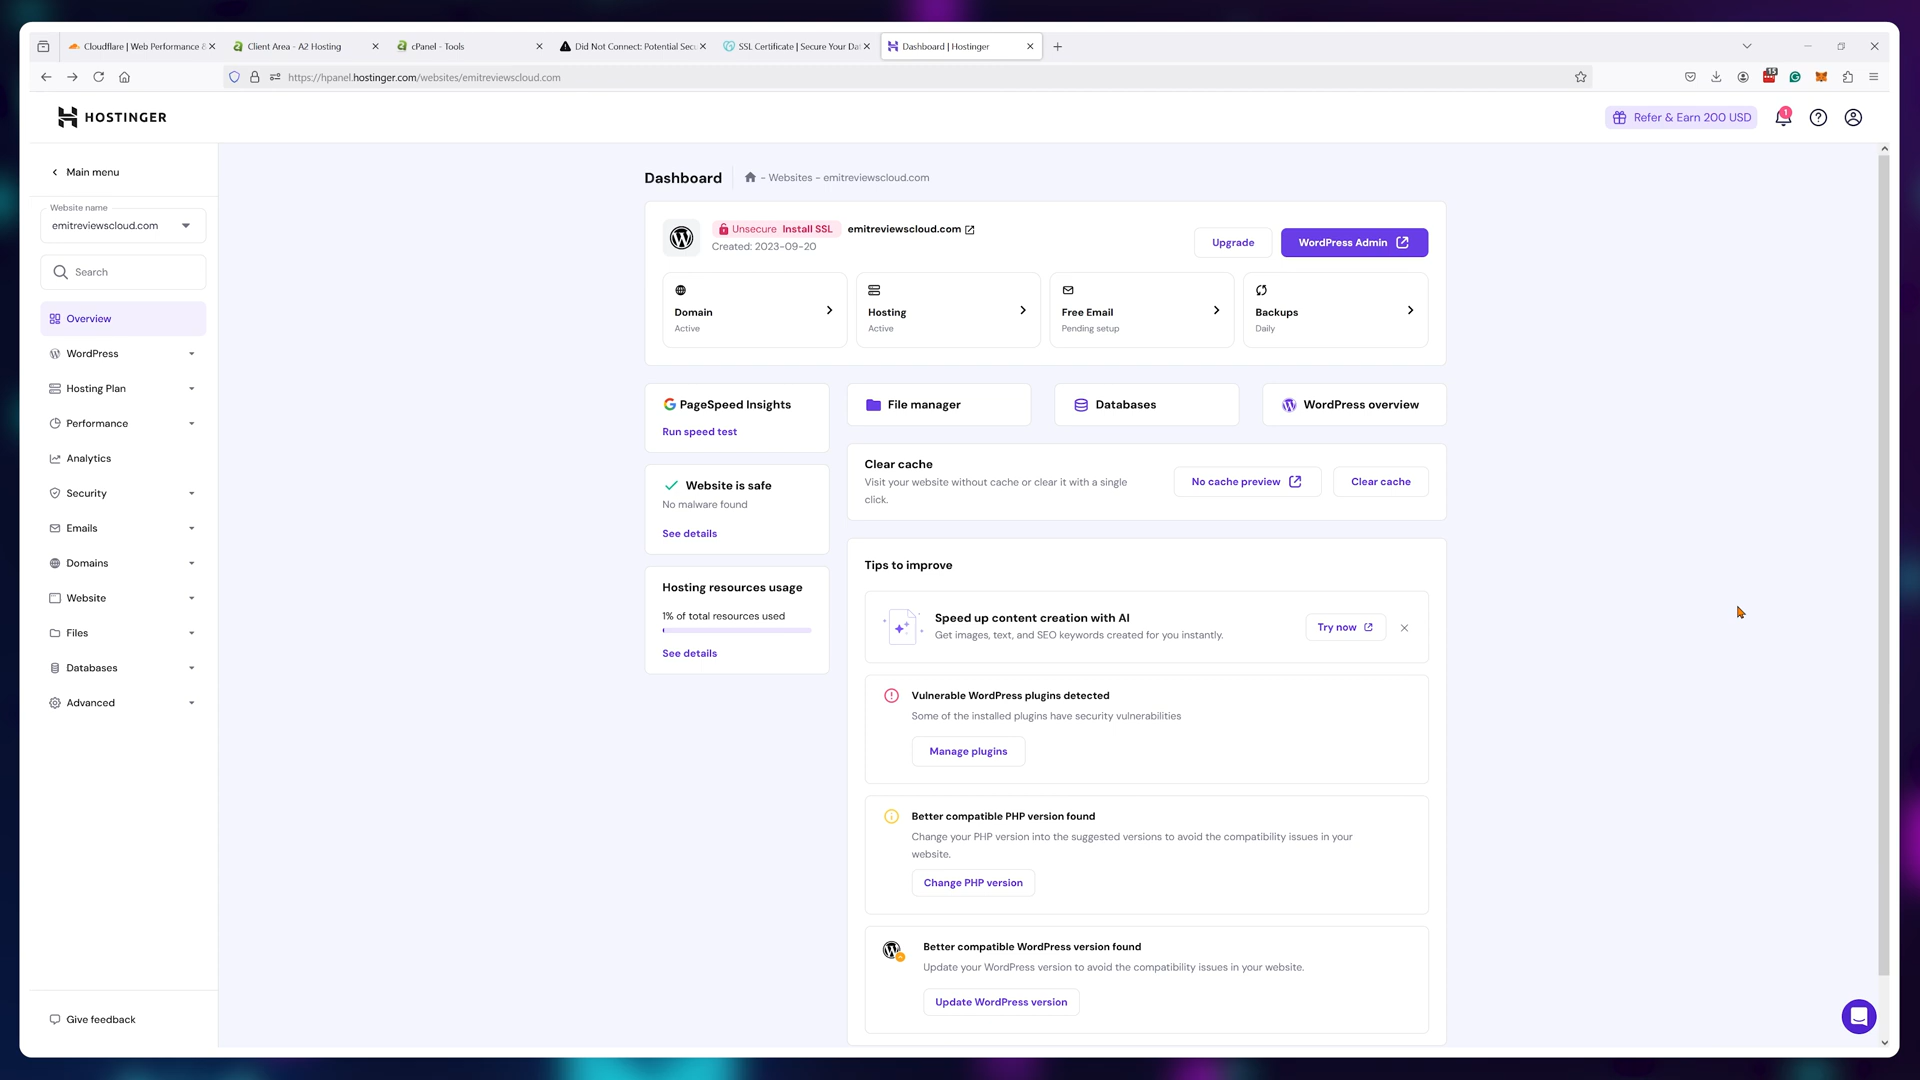 Cloudflare | Web Performance &
Client Area - A2 Hosting
cPanel - Tools
Did Not Connect: Potential Secu
SSL Certificate | Secure Your Dat
Dashboard | Hostinger
https://hpanel.hostinger.com/websites/emitreviewscloud.com
15
HOSTINGER
Refer & Earn 200 USD
1
Main menu
Website name
emitreviewscloud.com
Search
Overview
WordPress
Hosting Plan
Performance
Analytics
Security
Emails
Domains
Website
Files
Databases
Advanced
Give feedback
Dashboard
- Websites - emitreviewscloud.com
Unsecure Install SSL emitreviewscloud.com
Created: 2023-09-20
Upgrade
WordPress Admin
Domain
Active
Hosting
Active
Free Email
Pending setup
Backups
Daily
PageSpeed Insights
Run speed test
File manager
Databases
WordPress overview
Website is safe
No malware found
See details
Clear cache
Visit your website without cache or clear it with a single
click.
No cache preview
Clear cache
Hosting resources usage
1% of total resources used
See details
Tips to improve
Speed up content creation with AI
Get images, text, and SEO keywords created for you instantly.
Try now
Vulnerable WordPress plugins detected
Some of the installed plugins have security vulnerabilities
Manage plugins
Better compatible PHP version found
Change your PHP version into the suggested versions to avoid the compatibility issues in your
website.
Change PHP version
Better compatible WordPress version found
Update your WordPress version to avoid the compatibility issues in your website.
Update WordPress version